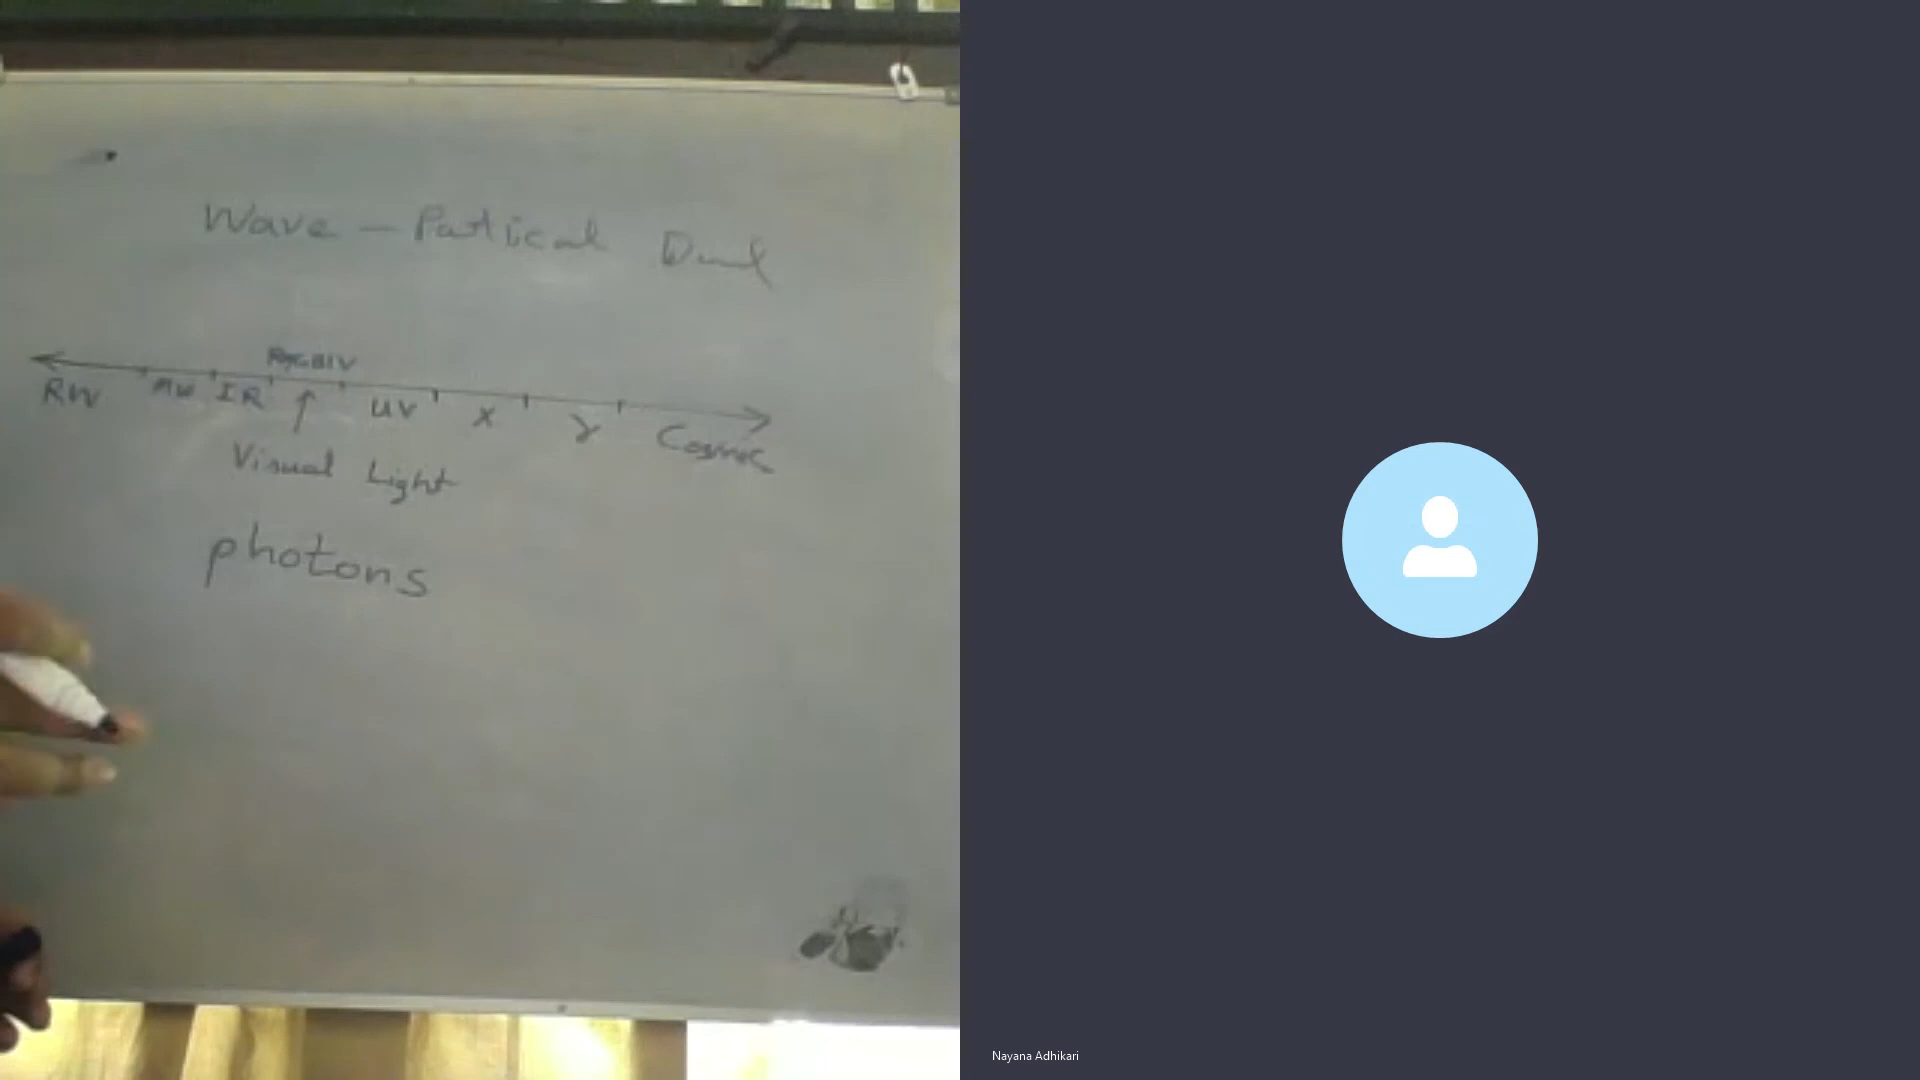 Wave - Partical Dual
RoyGBIV
RW MW IR ↑ UV X γ Cosmic
Visual Light
photons
Nayana Adhikari